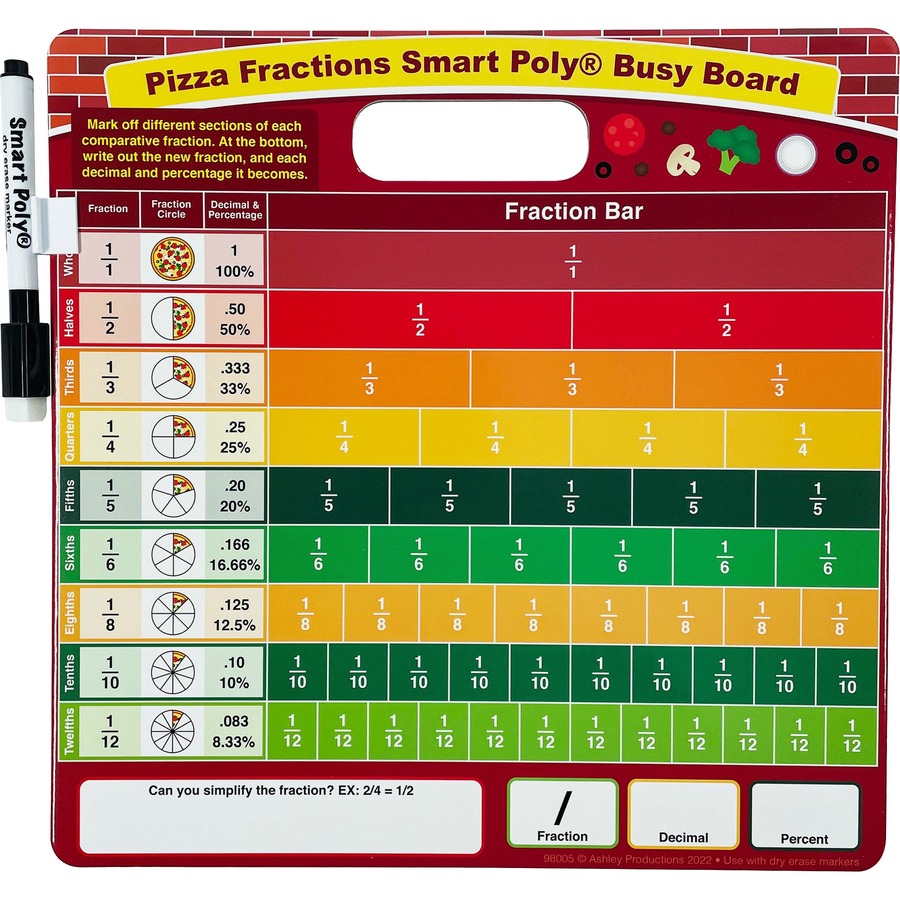 Pizza Fractions Smart Poly® Busy Board
Mark off different sections of each
comparative fraction. At the bottom,
write out the new fraction, and each
decimal and percentage it becomes.
Smart Poly®
dry erase marker
Fraction
Fraction
Circle
Decimal &
Percentage
Fraction Bar
1/1
1
100%
1/1
Halves
1/2
.50
50%
1/2 1/2
Thirds
1/3
.333
33%
1/3 1/3 1/3
Quarters
1/4
.25
25%
1/4 1/4 1/4 1/4
Fifths
1/5
.20
20%
1/5 1/5 1/5 1/5 1/5
Sixths
1/6
.166
16.66%
1/6 1/6 1/6 1/6 1/6 1/6
Eighths
1/8
.125
12.5%
1/8 1/8 1/8 1/8 1/8 1/8 1/8 1/8
Tenths
1/10
.10
10%
1/10 1/10 1/10 1/10 1/10 1/10 1/10 1/10 1/10 1/10
Twelfths
1/12
.083
8.33%
1/12 1/12 1/12 1/12 1/12 1/12 1/12 1/12 1/12 1/12 1/12 1/12
Can you simplify the fraction? EX: 2/4 = 1/2
/
Fraction
Decimal
Percent
98005 © Ashley Productions 2022 • Use with dry erase markers